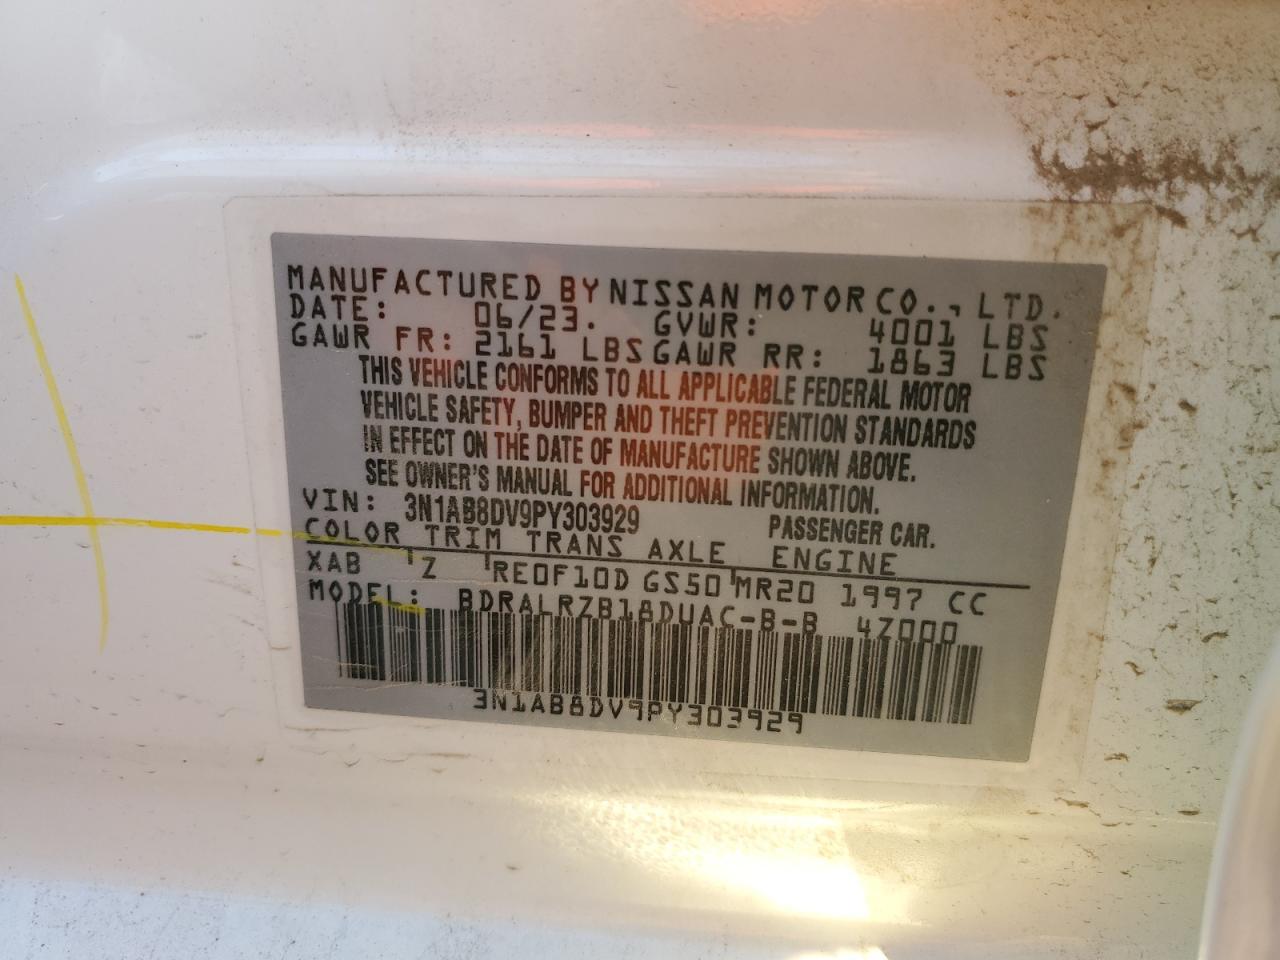 MANUFACTURED BY NISSAN MOTOR CO., LTD.
DATE: 06/23. GVWR: 4001 LBS
GAWR FR: 2161 LBS GAWR RR: 1863 LBS
THIS VEHICLE CONFORMS TO ALL APPLICABLE FEDERAL MOTOR
VEHICLE SAFETY, BUMPER AND THEFT PREVENTION STANDARDS
IN EFFECT ON THE DATE OF MANUFACTURE SHOWN ABOVE.
SEE OWNER'S MANUAL FOR ADDITIONAL INFORMATION.
VIN: 3N1AB8DV9PY303929 PASSENGER CAR.
COLOR TRIM TRANS AXLE ENGINE
XAB Z RE0F10D GS50 MR20 1997 CC
MODEL: BDRALRZB18DUAC-B-B 4Z000
3N1AB8DV9PY303929